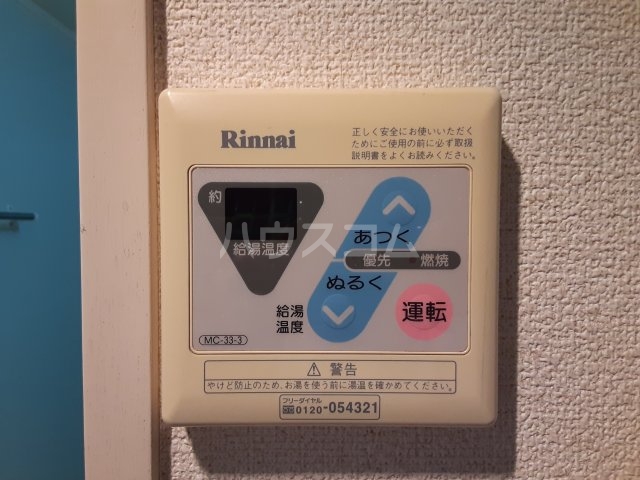 Rinnai
正しく安全にお使いいただく
ためにご使用の前に必ず取扱
説明書をよくお読みください。
約
給湯温度
あつく
優先 燃焼
ぬるく
給湯
温度
運転
MC-33-3
警告
やけど防止のため、お湯を使う前に湯温を確かめてください。
フリーダイヤル
0120-054321
ハウスコム